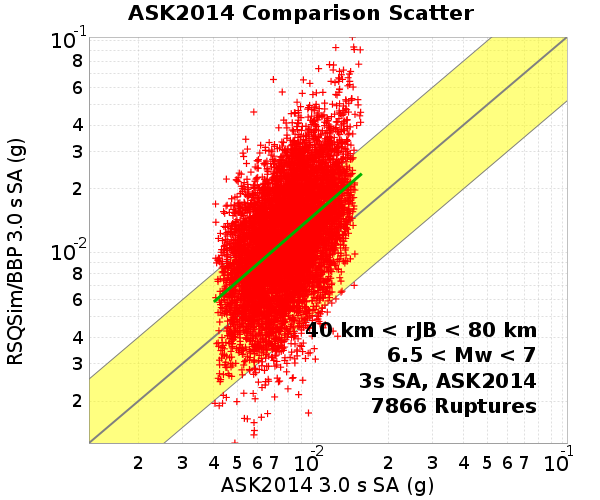 ASK2014 Comparison Scatter
10-1
8
6
4
3
2
10-2
8
6
4
3
2
RSQSim/BBP 3.0 s SA (g)
40 km < rJB < 80 km
6.5 < Mw < 7
3s SA, ASK2014
7866 Ruptures
2 3 4 5 6 7 10-2 2 3 4 5 6 7 10-1
ASK2014 3.0 s SA (g)